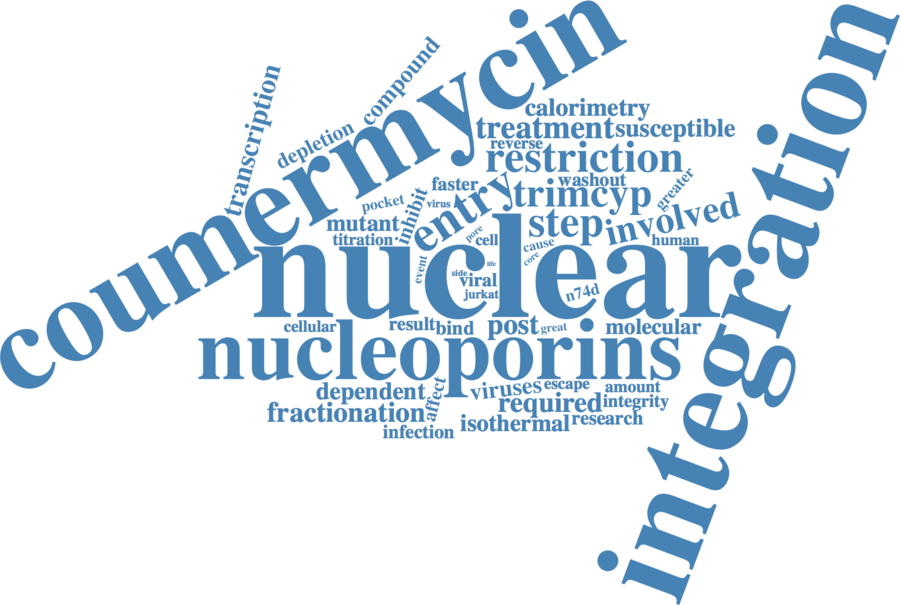 coumermycin
integration
transcription
depletion
compound
calorimetry
treatment
susceptible
reverse
restriction
washout
greater
faster
entry
trimcyp
pocket
inhibit
virus
mutant
step
involved
titration
pore
cell
cause
human
core
nuclear
event
life
side
viral
jurkat
n74d
cellular
result
bind
post
great
molecular
nucleoporins
dependent
affect
viruses
escape
amount
required
integrity
fractionation
isothermal
research
infection